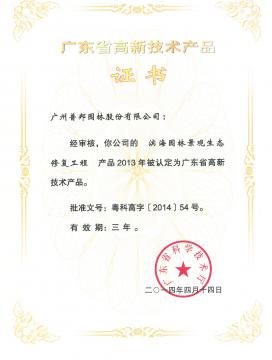 广东省高新技术产品
证书
广州普邦园林股份有限公司：
经审核，你公司的 滨海园林景观生态
修复工程 产品2013年被认定为广东省高新
技术产品。
批准文号：粤科高字〔2014〕54号。
有 效 期：三 年。
广东省科学技术厅
二〇一四年四月十四日